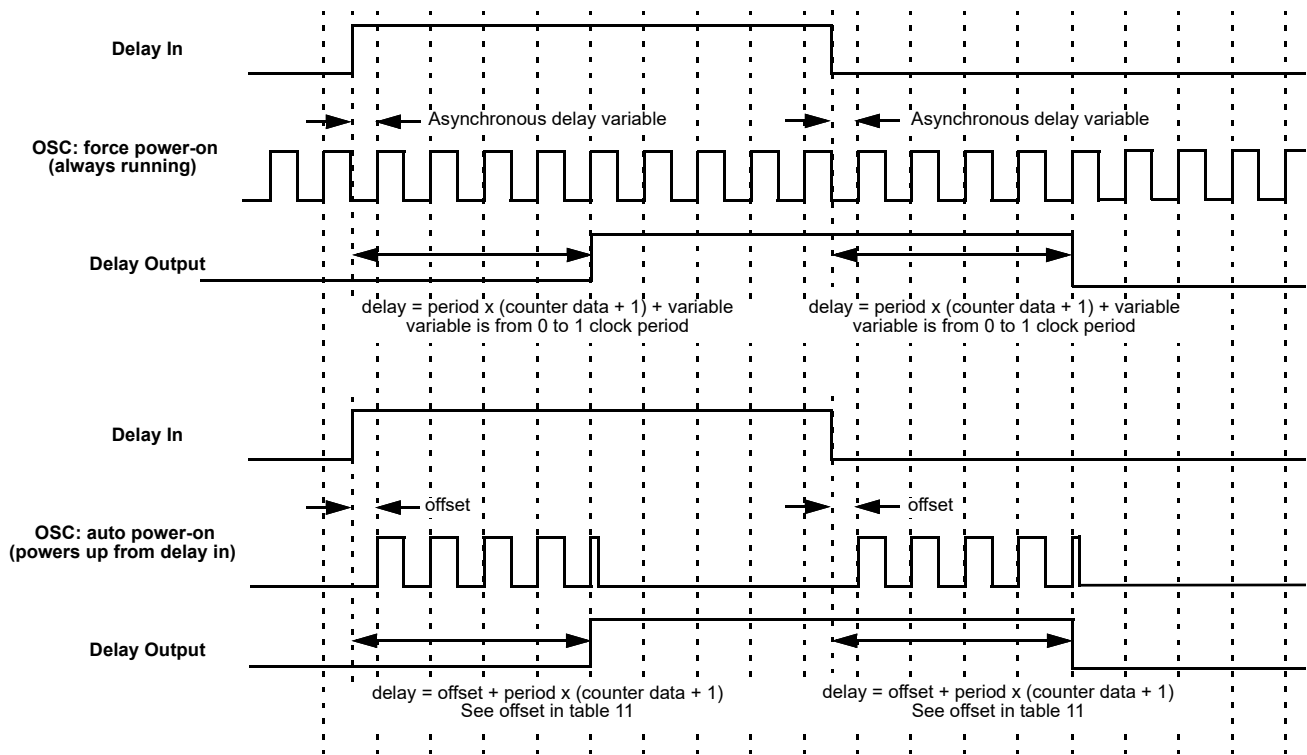 Delay In
Asynchronous delay variable
Asynchronous delay variable
OSC: force power-on
(always running)
Delay Output
delay = period x (counter data + 1) + variable
variable is from 0 to 1 clock period
delay = period x (counter data + 1) + variable
variable is from 0 to 1 clock period
Delay In
offset
offset
OSC: auto power-on
(powers up from delay in)
Delay Output
delay = offset + period x (counter data + 1)
See offset in table 11
delay = offset + period x (counter data + 1)
See offset in table 11